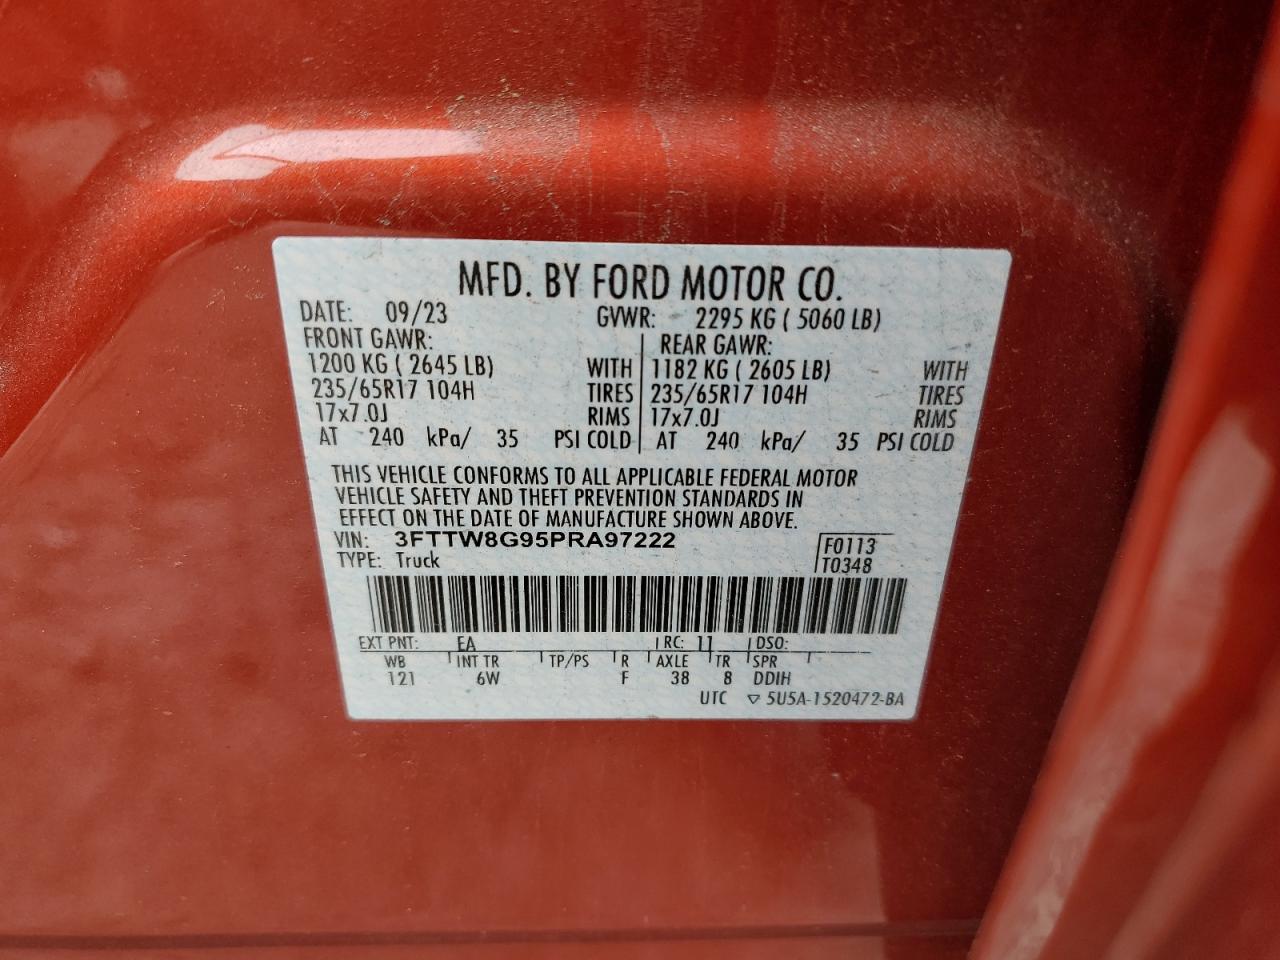 MFD. BY FORD MOTOR CO.
DATE: 09/23 GVWR: 2295 KG ( 5060 LB)
FRONT GAWR: REAR GAWR:
1200 KG ( 2645 LB) WITH 1182 KG ( 2605 LB) WITH
235/65R17 104H TIRES 235/65R17 104H TIRES
17x7.0J RIMS 17x7.0J RIMS
AT 240 kPa/ 35 PSI COLD AT 240 kPa/ 35 PSI COLD
THIS VEHICLE CONFORMS TO ALL APPLICABLE FEDERAL MOTOR
VEHICLE SAFETY AND THEFT PREVENTION STANDARDS IN
EFFECT ON THE DATE OF MANUFACTURE SHOWN ABOVE.
VIN: 3FTTW8G95PRA97222 F0113
TYPE: Truck T0348
EXT PNT: EA RC: 11 DSO:
WB INT TR TP/PS R AXLE TR SPR
121 6W F 38 8 DDIH
UTC ▽ 5U5A-1520472-BA